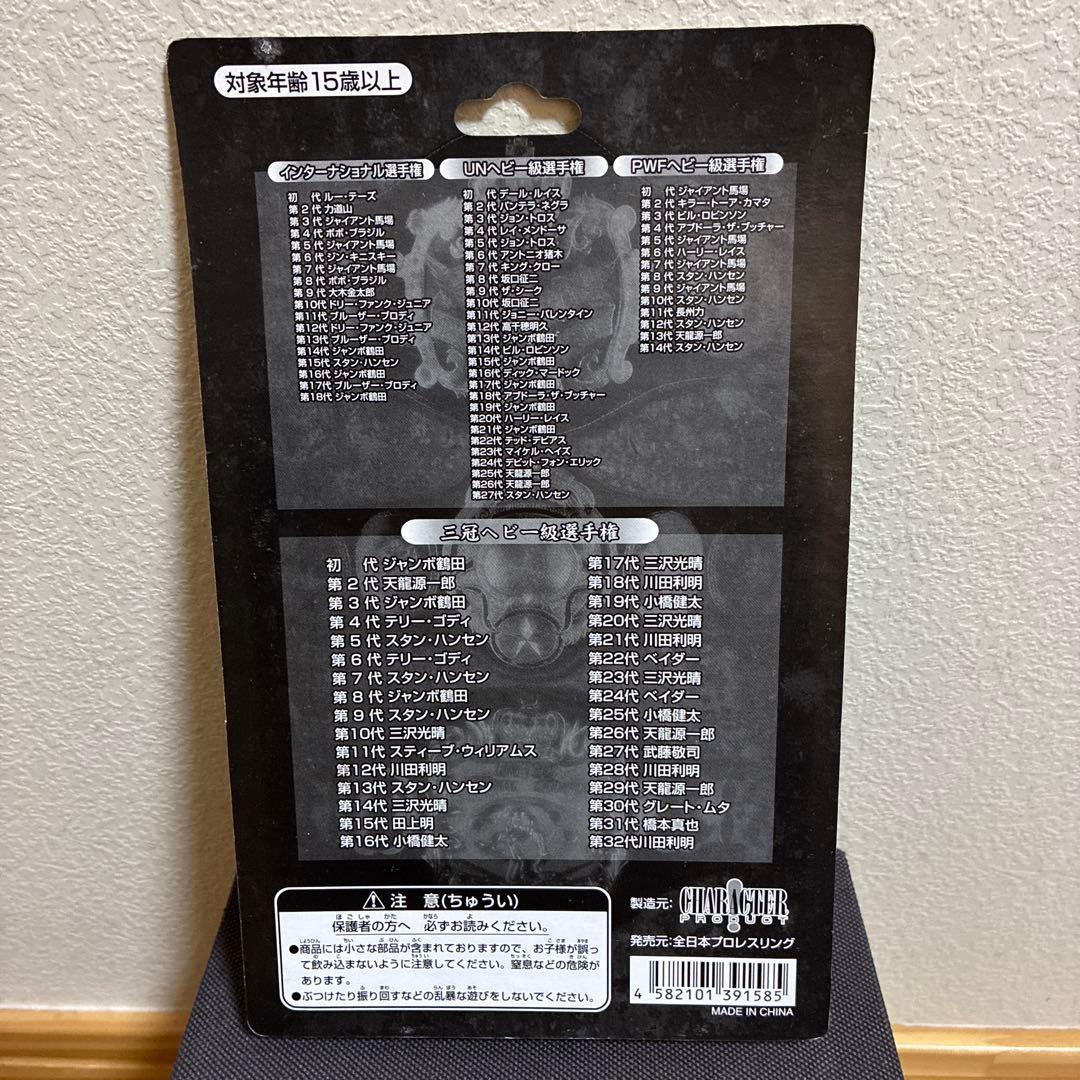 対象年齢15歳以上
インターナショナル選手権
初 代 ルー・テーズ
第 2 代 力道山
第 3 代 ジャイアント馬場
第 4 代 ボボ・ブラジル
第 5 代 ジャイアント馬場
第 6 代 ジン・キニスキー
第 7 代 ジャイアント馬場
第 8 代 ボボ・ブラジル
第 9 代 大木金太郎
第10代 ドリー・ファンク・ジュニア
第11代 ブルーザー・ブロディ
第12代 ドリー・ファンク・ジュニア
第13代 ブルーザー・ブロディ
第14代 ジャンボ鶴田
第15代 スタン・ハンセン
第16代 ジャンボ鶴田
第17代 ブルーザー・ブロディ
第18代 ジャンボ鶴田
UNヘビー級選手権
初 代 デール・ルイス
第 2 代 パンテラ・ネグラ
第 3 代 ジョン・トロス
第 4 代 レイ・メンドーサ
第 5 代 ジョン・トロス
第 6 代 アントニオ猪木
第 7 代 キング・クロー
第 8 代 坂口征二
第 9 代 ザ・シーク
第10代 坂口征二
第11代 ジョニー・バレンタイン
第12代 高千穂明久
第13代 ジャンボ鶴田
第14代 ビル・ロビンソン
第15代 ジャンボ鶴田
第16代 ディック・マードック
第17代 ジャンボ鶴田
第18代 アブドーラ・ザ・ブッチャー
第19代 ジャンボ鶴田
第20代 ハーリー・レイス
第21代 ジャンボ鶴田
第22代 テッド・デビアス
第23代 マイケル・ヘイズ
第24代 デビット・フォン・エリック
第25代 天龍源一郎
第26代 天龍源一郎
第27代 スタン・ハンセン
PWFヘビー級選手権
初 代 ジャイアント馬場
第 2 代 キラー・トーア・カマタ
第 3 代 ビル・ロビンソン
第 4 代 アブドーラ・ザ・ブッチャー
第 5 代 ジャイアント馬場
第 6 代 ハーリー・レイス
第 7 代 ジャイアント馬場
第 8 代 スタン・ハンセン
第 9 代 ジャイアント馬場
第10代 スタン・ハンセン
第11代 長州力
第12代 スタン・ハンセン
第13代 天龍源一郎
第14代 スタン・ハンセン
三冠ヘビー級選手権
初 代 ジャンボ鶴田
第 2 代 天龍源一郎
第 3 代 ジャンボ鶴田
第 4 代 テリー・ゴディ
第 5 代 スタン・ハンセン
第 6 代 テリー・ゴディ
第 7 代 スタン・ハンセン
第 8 代 ジャンボ鶴田
第 9 代 スタン・ハンセン
第10代 三沢光晴
第11代 スティーブ・ウィリアムス
第12代 川田利明
第13代 スタン・ハンセン
第14代 三沢光晴
第15代 田上明
第16代 小橋健太
第17代 三沢光晴
第18代 川田利明
第19代 小橋健太
第20代 三沢光晴
第21代 川田利明
第22代 ベイダー
第23代 三沢光晴
第24代 ベイダー
第25代 小橋健太
第26代 天龍源一郎
第27代 武藤敬司
第28代 川田利明
第29代 天龍源一郎
第30代 グレート・ムタ
第31代 橋本真也
第32代 川田利明
注 意(ちゅうい)
保護者の方へ 必ずお読みください。
●商品には小さな部品が含まれておりますので、お子様が誤っ
て飲み込まないように注意してください。窒息などの危険が
あります。
●ぶつけたり振り回すなどの乱暴な遊びをしないでください。
製造元: CHARACTER
PRODUCT
発売元:全日本プロレスリング
4 582101 391585
MADE IN CHINA